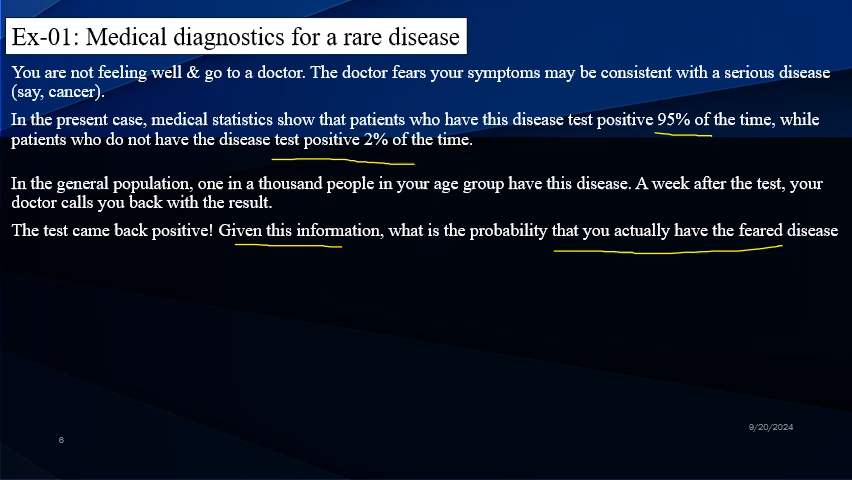 Ex-01: Medical diagnostics for a rare disease
You are not feeling well & go to a doctor. The doctor fears your symptoms may be consistent with a serious disease
(say, cancer).
In the present case, medical statistics show that patients who have this disease test positive 95% of the time, while
patients who do not have the disease test positive 2% of the time.
In the general population, one in a thousand people in your age group have this disease. A week after the test, your
doctor calls you back with the result.
The test came back positive! Given this information, what is the probability that you actually have the feared disease
9/20/2024
6